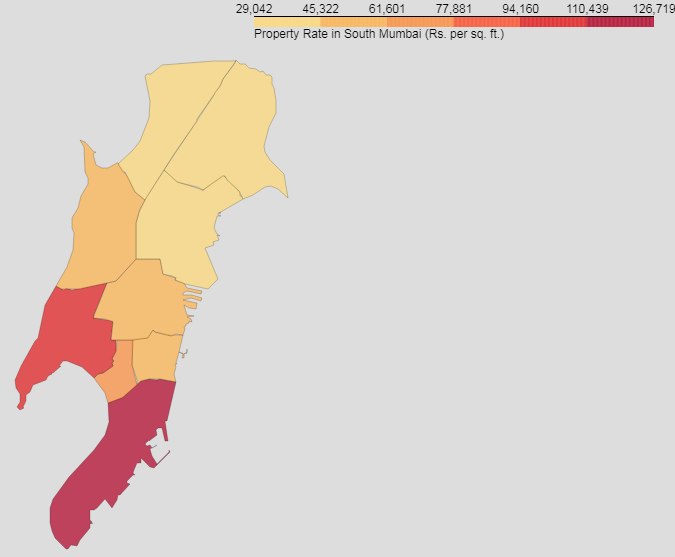 29,042 45,322 61,601 77,881 94,160 110,439 126,719
Property Rate in South Mumbai (Rs. per sq. ft.)